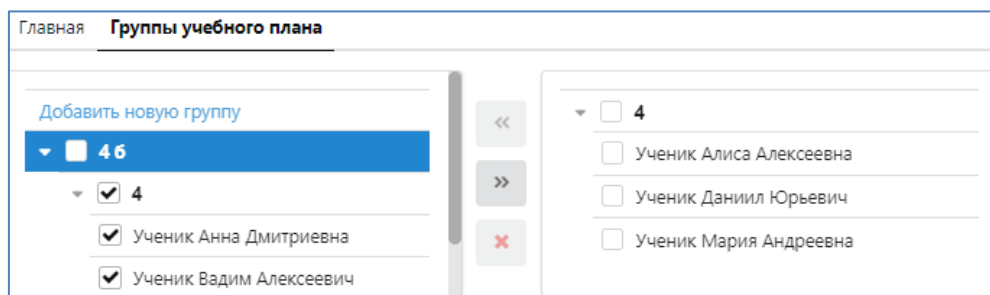 Главная Группы учебного плана
Добавить новую группу
4 б
4
Ученик Анна Дмитриевна
Ученик Вадим Алексеевич
4
Ученик Алиса Алексеевна
Ученик Даниил Юрьевич
Ученик Мария Андреевна